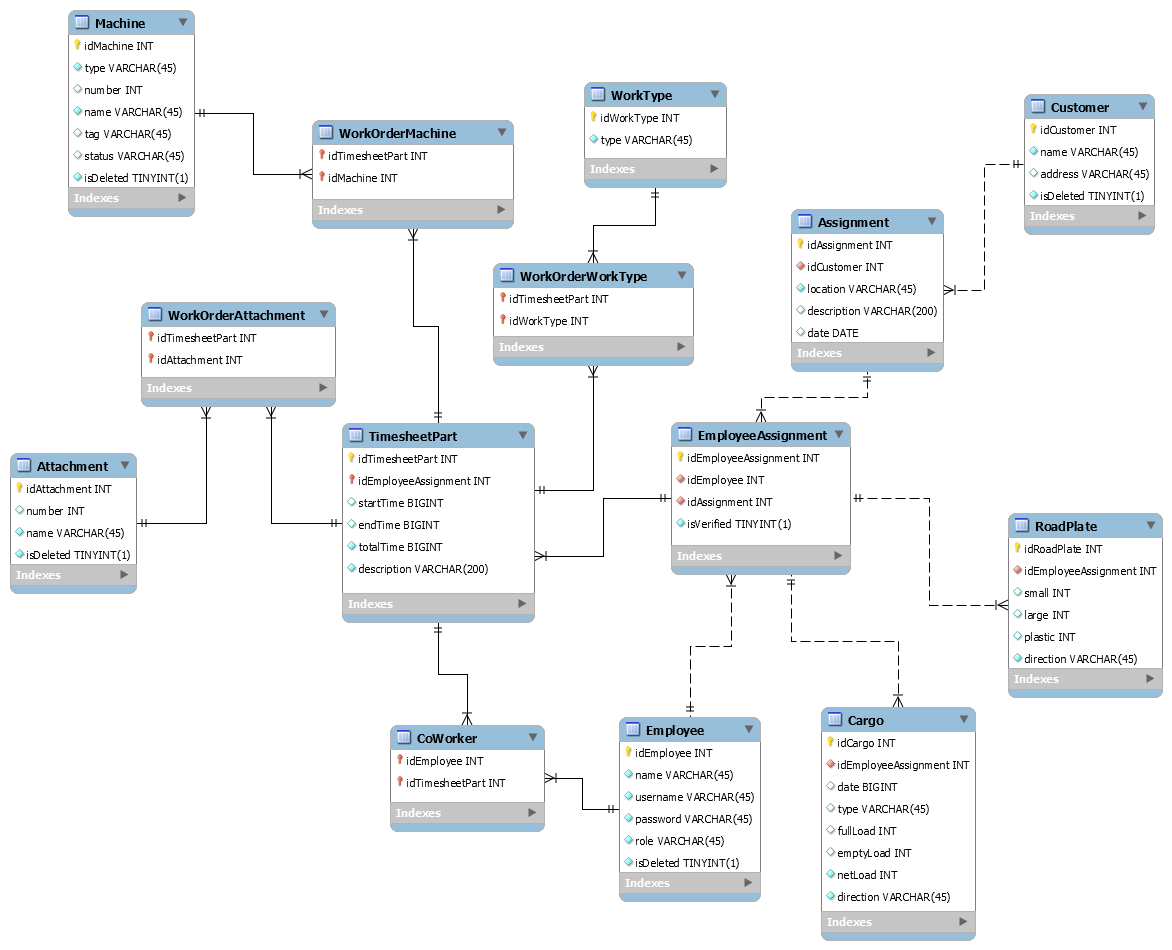 Machine
idMachine INT
type VARCHAR(45)
number INT
name VARCHAR(45)
tag VARCHAR(45)
status VARCHAR(45)
isDeleted TINYINT(1)
Indexes
WorkOrderMachine
idTimesheetPart INT
idMachine INT
Indexes
WorkType
idWorkType INT
type VARCHAR(45)
Indexes
Customer
idCustomer INT
name VARCHAR(45)
address VARCHAR(45)
isDeleted TINYINT(1)
Indexes
Assignment
idAssignment INT
idCustomer INT
location VARCHAR(45)
description VARCHAR(200)
date DATE
Indexes
WorkOrderWorkType
idTimesheetPart INT
idWorkType INT
Indexes
WorkOrderAttachment
idTimesheetPart INT
idAttachment INT
Indexes
Attachment
idAttachment INT
number INT
name VARCHAR(45)
isDeleted TINYINT(1)
Indexes
TimesheetPart
idTimesheetPart INT
idEmployeeAssignment INT
startTime BIGINT
endTime BIGINT
totalTime BIGINT
description VARCHAR(200)
Indexes
EmployeeAssignment
idEmployeeAssignment INT
idEmployee INT
idAssignment INT
isVerified TINYINT(1)
Indexes
RoadPlate
idRoadPlate INT
idEmployeeAssignment INT
small INT
large INT
plastic INT
direction VARCHAR(45)
Indexes
CoWorker
idEmployee INT
idTimesheetPart INT
Indexes
Employee
idEmployee INT
name VARCHAR(45)
username VARCHAR(45)
password VARCHAR(45)
role VARCHAR(45)
isDeleted TINYINT(1)
Indexes
Cargo
idCargo INT
idEmployeeAssignment INT
date BIGINT
type VARCHAR(45)
fullLoad INT
emptyLoad INT
netLoad INT
direction VARCHAR(45)
Indexes